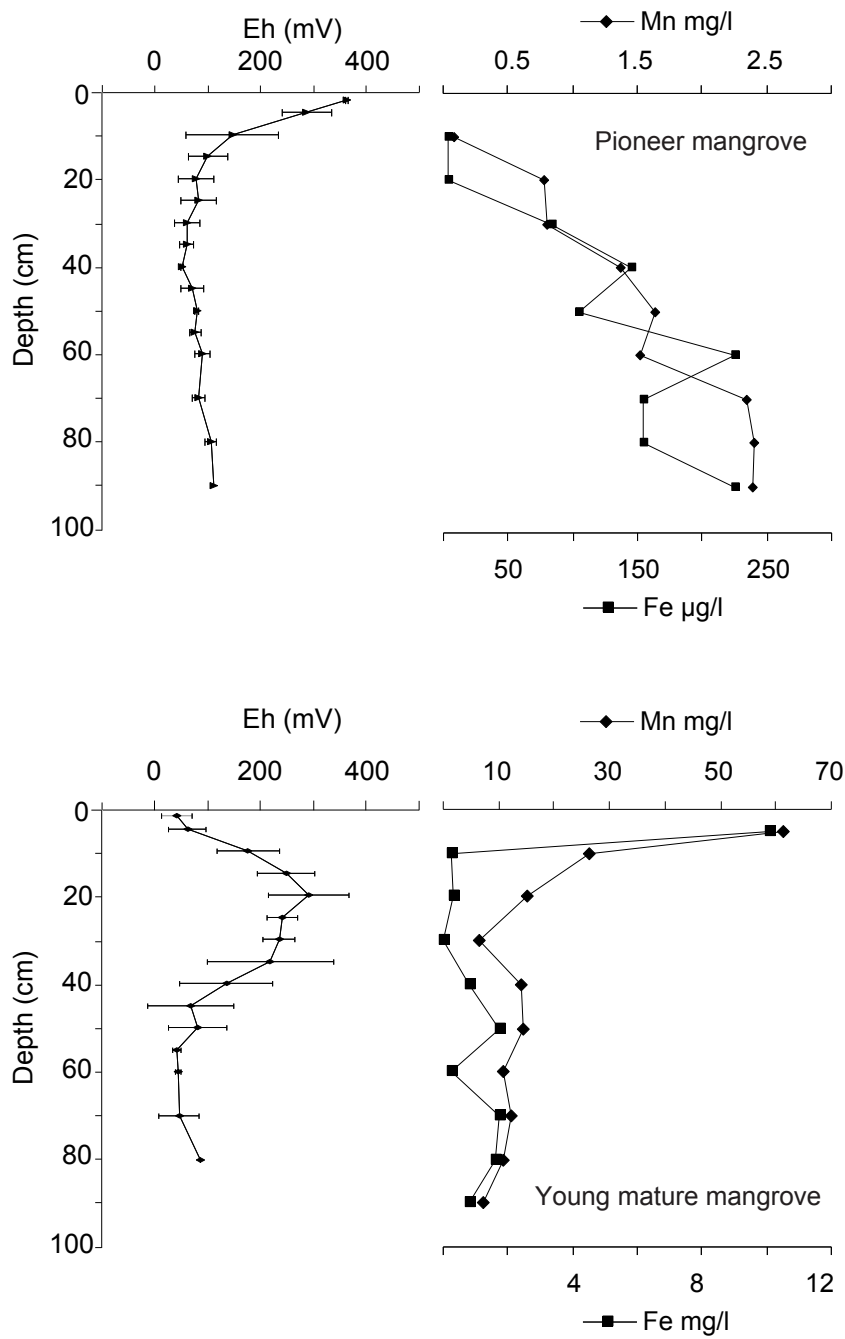 Eh (mV)
Mn mg/l
0 200 400
0.5 1.5 2.5
0
20
40
60
80
100
Depth (cm)
Pioneer mangrove
50 150 250
Fe µg/l
Eh (mV)
Mn mg/l
0 200 400
10 30 50 70
0
20
40
60
80
100
Depth (cm)
Young mature mangrove
4 8 12
Fe mg/l